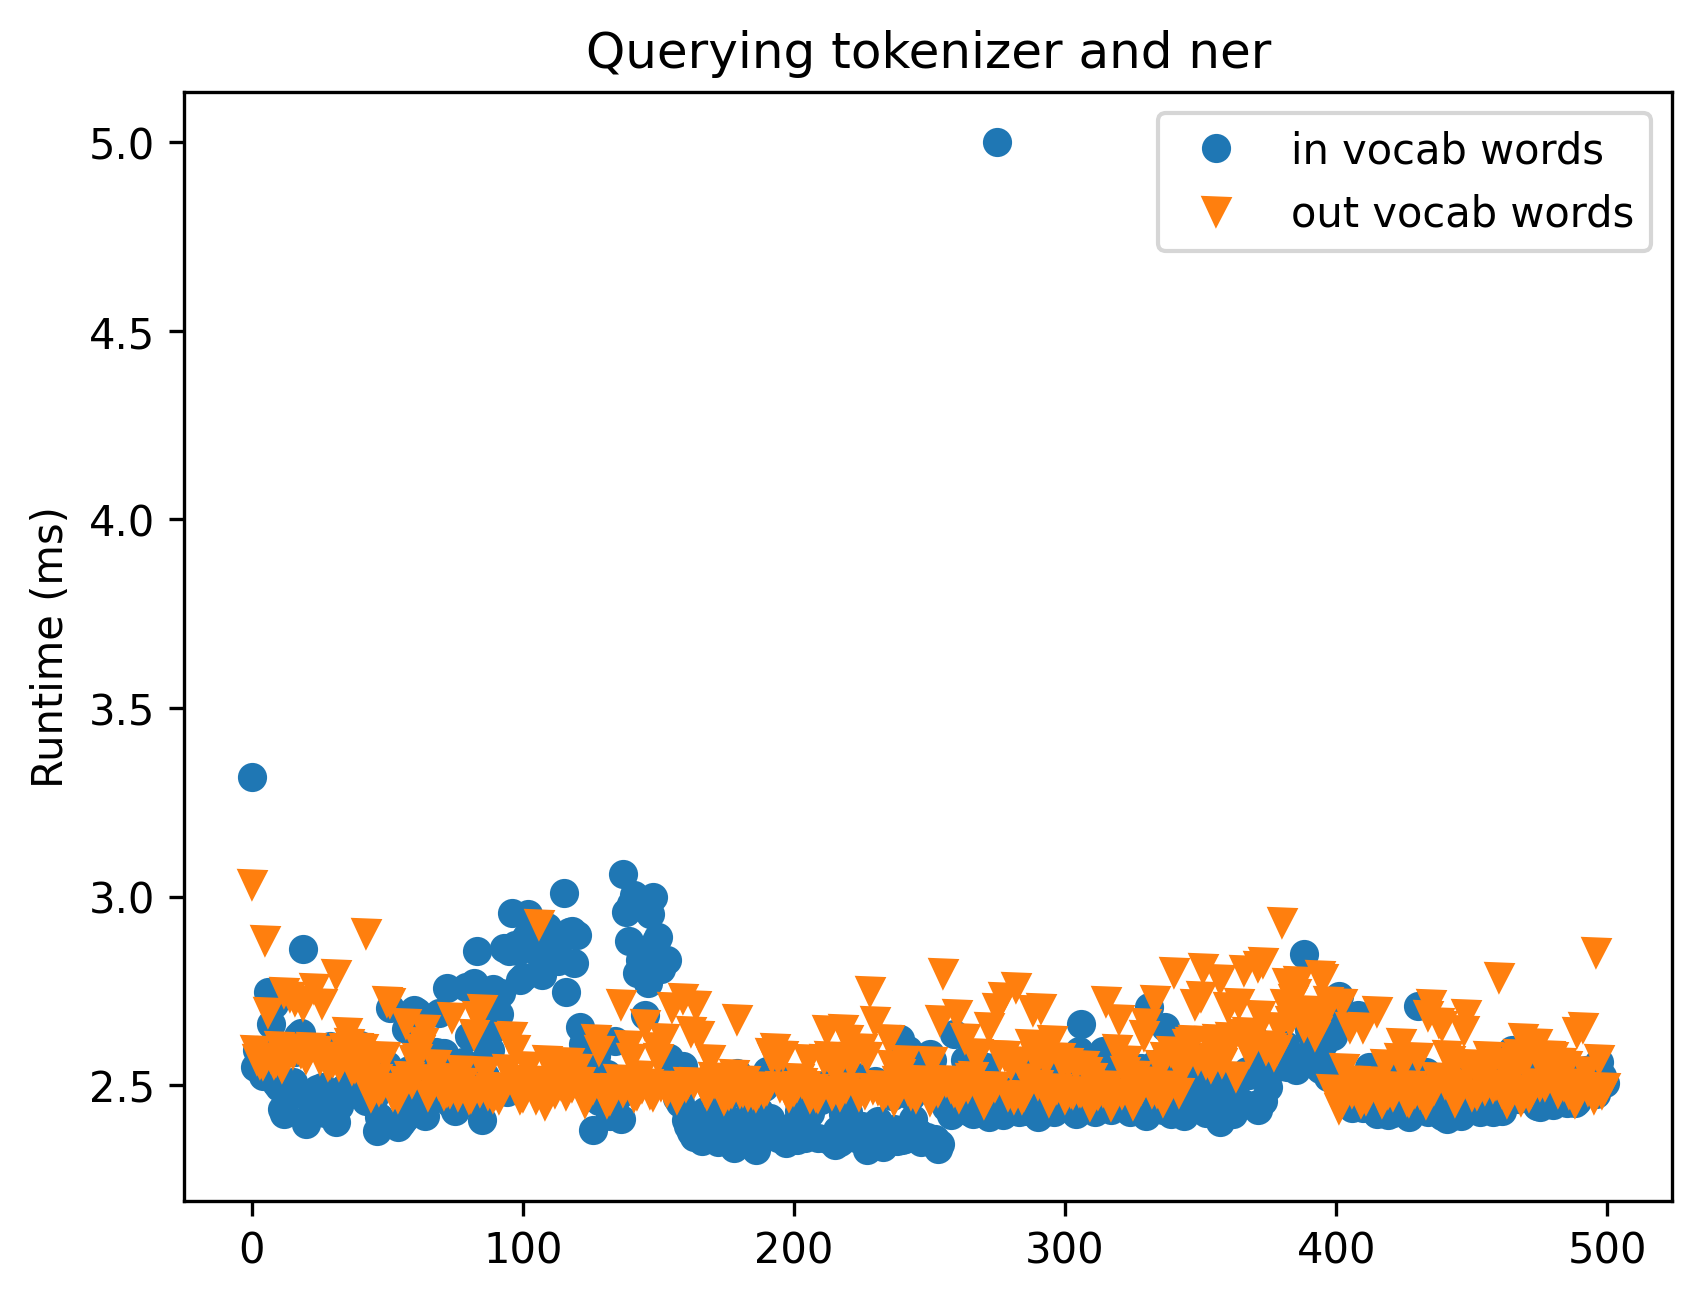 Querying tokenizer and ner
in vocab words
out vocab words
Runtime (ms)
5.0
4.5
4.0
3.5
3.0
2.5
0 100 200 300 400 500